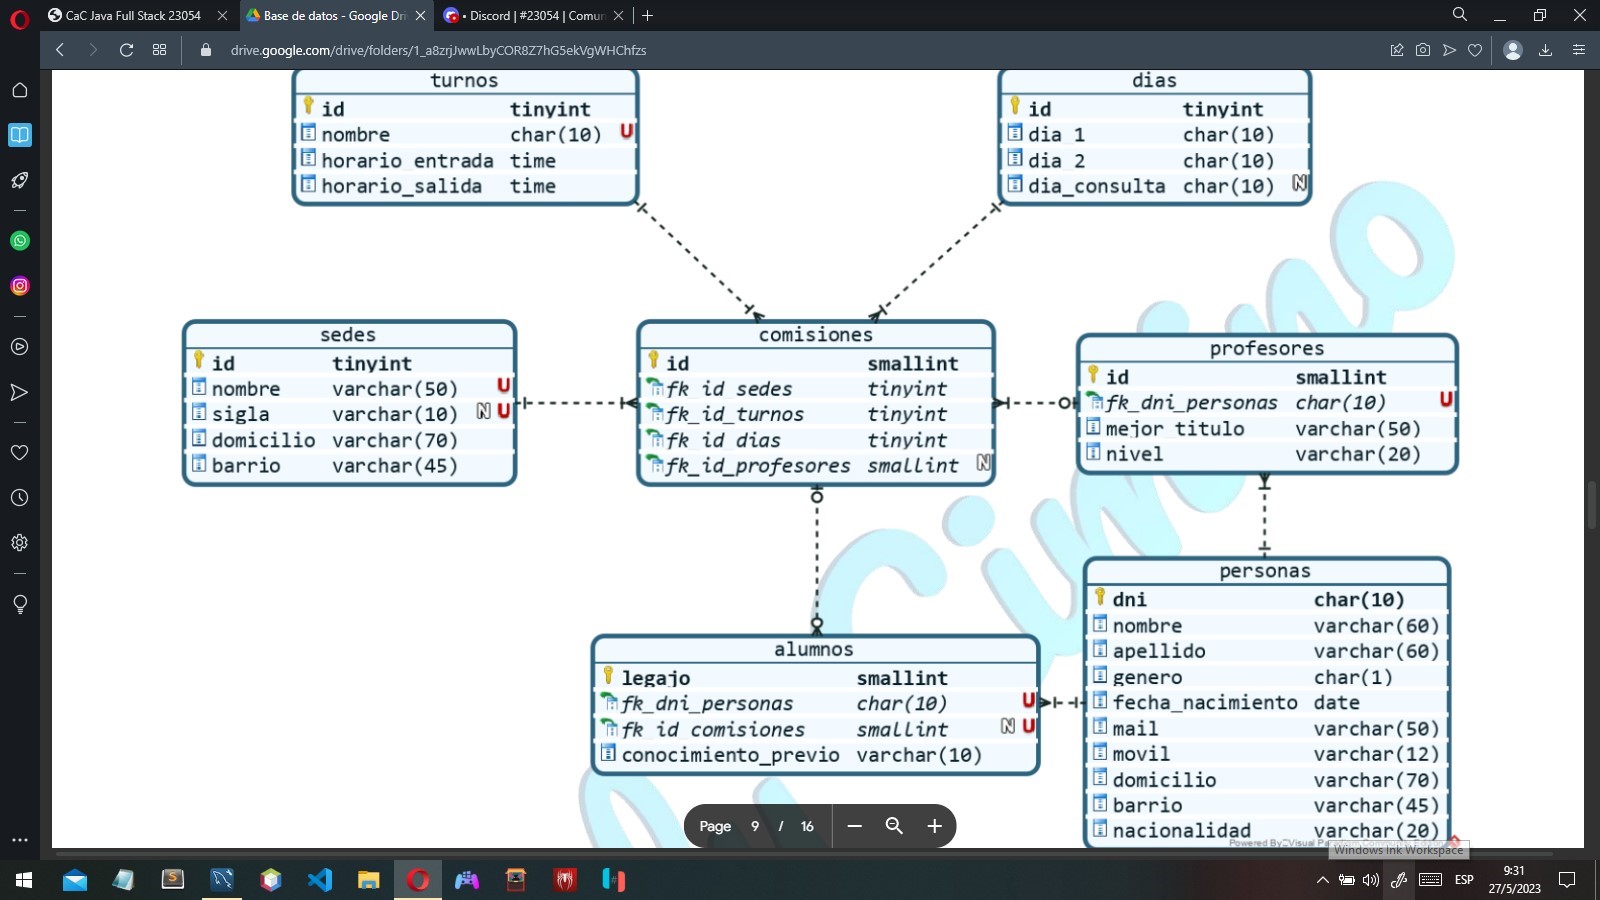 CaC Java Full Stack 23054
Base de datos - Google Dri
• Discord | #23054 | Comun
drive.google.com/drive/folders/1_a8zrjJwwLbyCOR8Z7hG5ekVgWHChfzs
turnos
id tinyint
nombre char(10) U
horario_entrada time
horario_salida time
dias
id tinyint
dia_1 char(10)
dia_2 char(10)
dia_consulta char(10) N
sedes
id tinyint
nombre varchar(50) U
sigla varchar(10) N U
domicilio varchar(70)
barrio varchar(45)
comisiones
id smallint
fk_id_sedes tinyint
fk_id_turnos tinyint
fk_id_dias tinyint
fk_id_profesores smallint N
profesores
id smallint
fk_dni_personas char(10) U
mejor_titulo varchar(50)
nivel varchar(20)
alumnos
legajo smallint
fk_dni_personas char(10) U
fk_id_comisiones smallint N U
conocimiento_previo varchar(10)
personas
dni char(10)
nombre varchar(60)
apellido varchar(60)
genero char(1)
fecha_nacimiento date
mail varchar(50)
movil varchar(12)
domicilio varchar(70)
barrio varchar(45)
nacionalidad varchar(20)
Cimino
Powered By Visual
Page 9 / 16
Windows Ink Workspace
ESP
9:31
27/5/2023